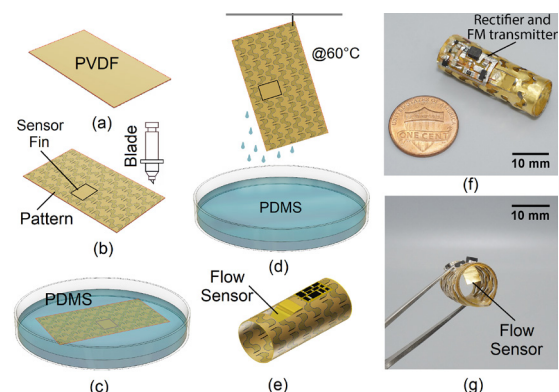 PVDF
(a)
Sensor
Fin
Blade
Pattern
(b)
PDMS
(c)
@60°C
PDMS
(d)
Flow
Sensor
(e)
Rectifier and
FM transmitter
ONE CENT
10 mm
(f)
10 mm
Flow
Sensor
(g)